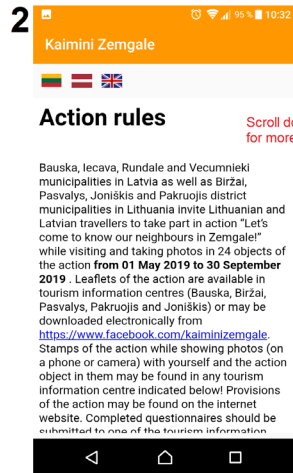 2
95 % 10:32
Kaimini Zemgale
Action rules
Scroll do
for more
Bauska, Iecava, Rundale and Vecumnieki
municipalities in Latvia as well as Biržai,
Pasvalys, Joniškis and Pakruojis district
municipalities in Lithuania invite Lithuanian and
Latvian travellers to take part in action “Let’s
come to know our neighbours in Zemgale!”
while visiting and taking photos in 24 objects of
the action from 01 May 2019 to 30 September
2019 . Leaflets of the action are available in
tourism information centres (Bauska, Biržai,
Pasvalys, Pakruojis and Joniškis) or may be
downloaded electronically from
https://www.facebook.com/kaiminizemgale.
Stamps of the action while showing photos (on
a phone or camera) with yourself and the action
object in them may be found in any tourism
information centre indicated below! Provisions
of the action may be found on the internet
website. Completed questionnaires should be
submitted to one of the tourism information